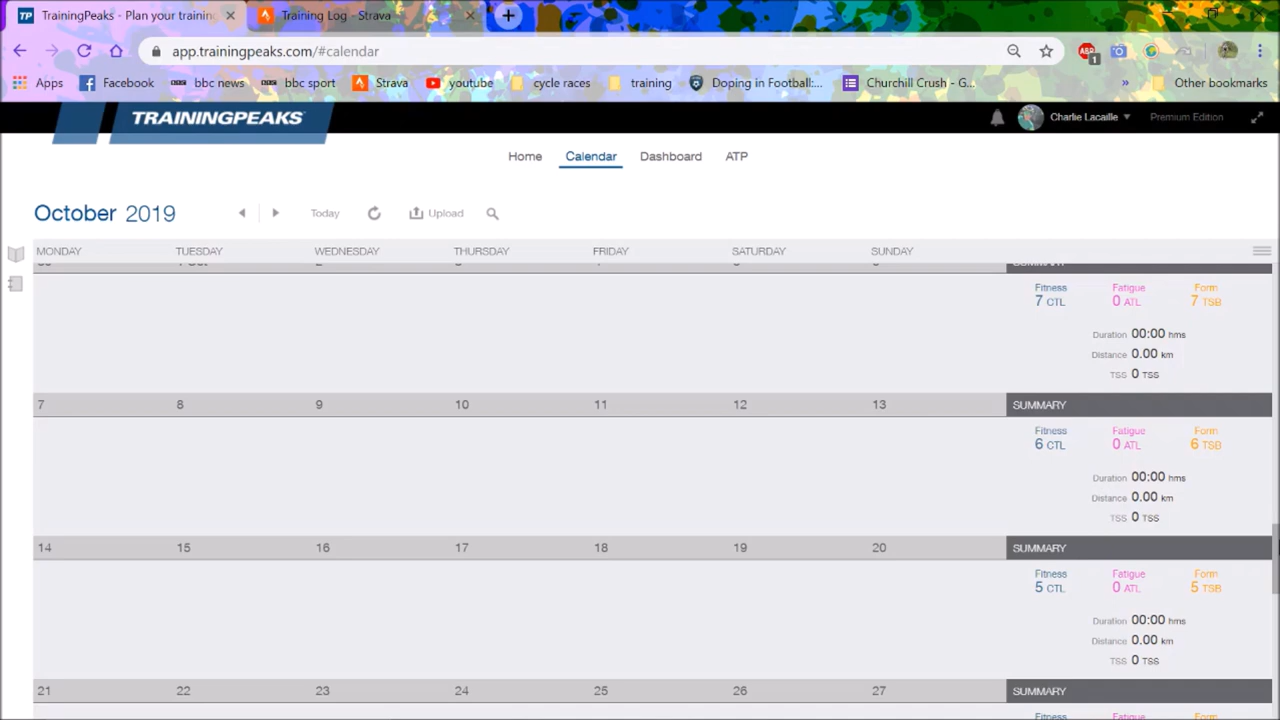 TrainingPeaks - Plan your training
Training Log - Strava
app.trainingpeaks.com/#calendar
1
Apps Facebook bbc news bbc sport Strava youtube cycle races training Doping in Football:... Churchill Crush - G... » Other bookmarks
TRAININGPEAKS
Charlie Lacaille Premium Edition
Home Calendar Dashboard ATP
October 2019 Today Upload
MONDAY TUESDAY WEDNESDAY THURSDAY FRIDAY SATURDAY SUNDAY
Fitness Fatigue Form
7 CTL 0 ATL 7 TSB
Duration 00:00 hms
Distance 0.00 km
TSS 0 TSS
7 8 9 10 11 12 13 SUMMARY
Fitness Fatigue Form
6 CTL 0 ATL 6 TSB
Duration 00:00 hms
Distance 0.00 km
TSS 0 TSS
14 15 16 17 18 19 20 SUMMARY
Fitness Fatigue Form
5 CTL 0 ATL 5 TSB
Duration 00:00 hms
Distance 0.00 km
TSS 0 TSS
21 22 23 24 25 26 27 SUMMARY
Fitness Fatigue Form